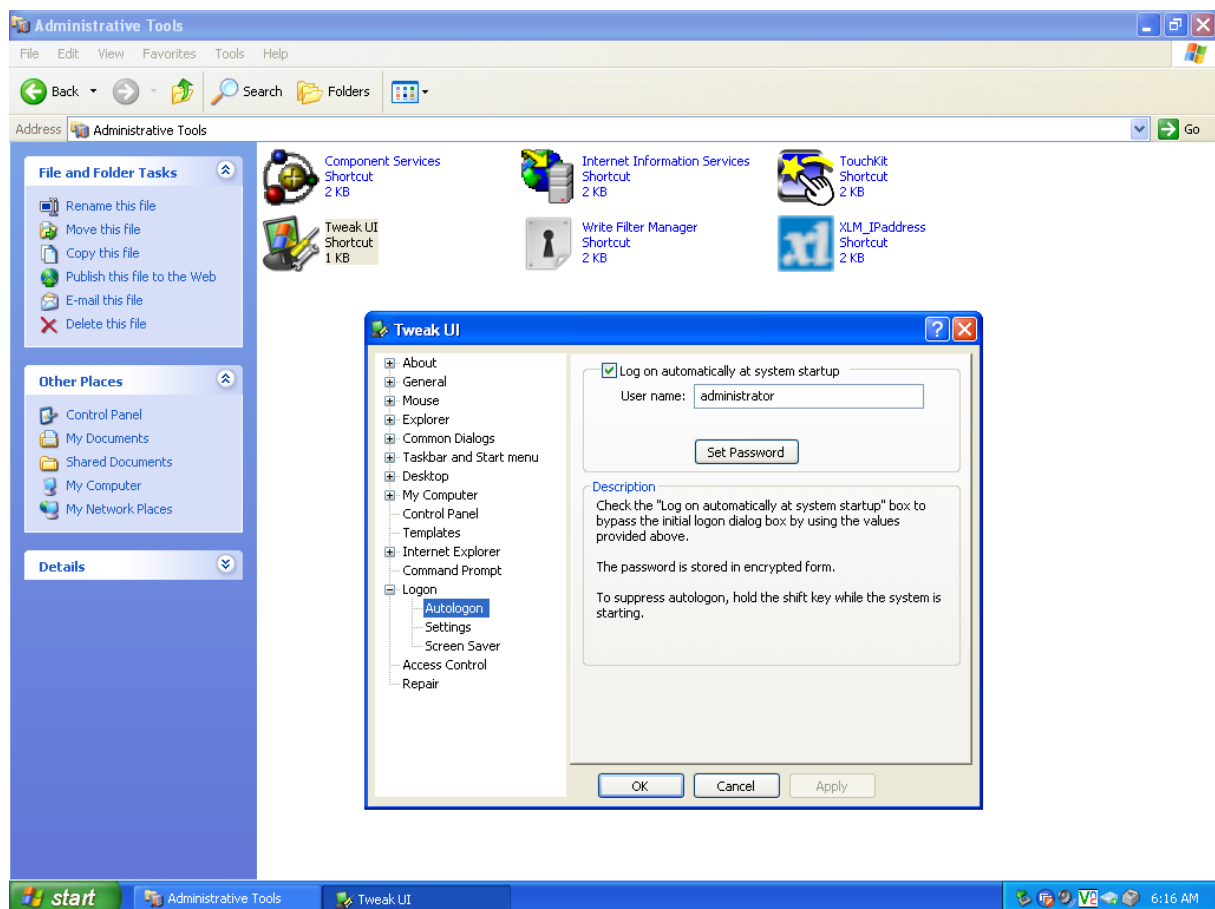 Administrative Tools
File Edit View Favorites Tools Help
Back Search Folders
Address Administrative Tools Go
File and Folder Tasks
Rename this file
Move this file
Copy this file
Publish this file to the Web
E-mail this file
Delete this file
Other Places
Control Panel
My Documents
Shared Documents
My Computer
My Network Places
Details
Component Services
Shortcut
2 KB
Internet Information Services
Shortcut
2 KB
TouchKit
Shortcut
2 KB
Tweak UI
Shortcut
1 KB
Write Filter Manager
Shortcut
2 KB
xl
XLM_IPaddress
Shortcut
2 KB
Tweak UI
About
General
Mouse
Explorer
Common Dialogs
Taskbar and Start menu
Desktop
My Computer
Control Panel
Templates
Internet Explorer
Command Prompt
Logon
Autologon
Settings
Screen Saver
Access Control
Repair
Log on automatically at system startup
User name: administrator
Set Password
Description
Check the "Log on automatically at system startup" box to
bypass the initial logon dialog box by using the values
provided above.
The password is stored in encrypted form.
To suppress autologon, hold the shift key while the system is
starting.
OK Cancel Apply
start Administrative Tools Tweak UI V2 6:16 AM